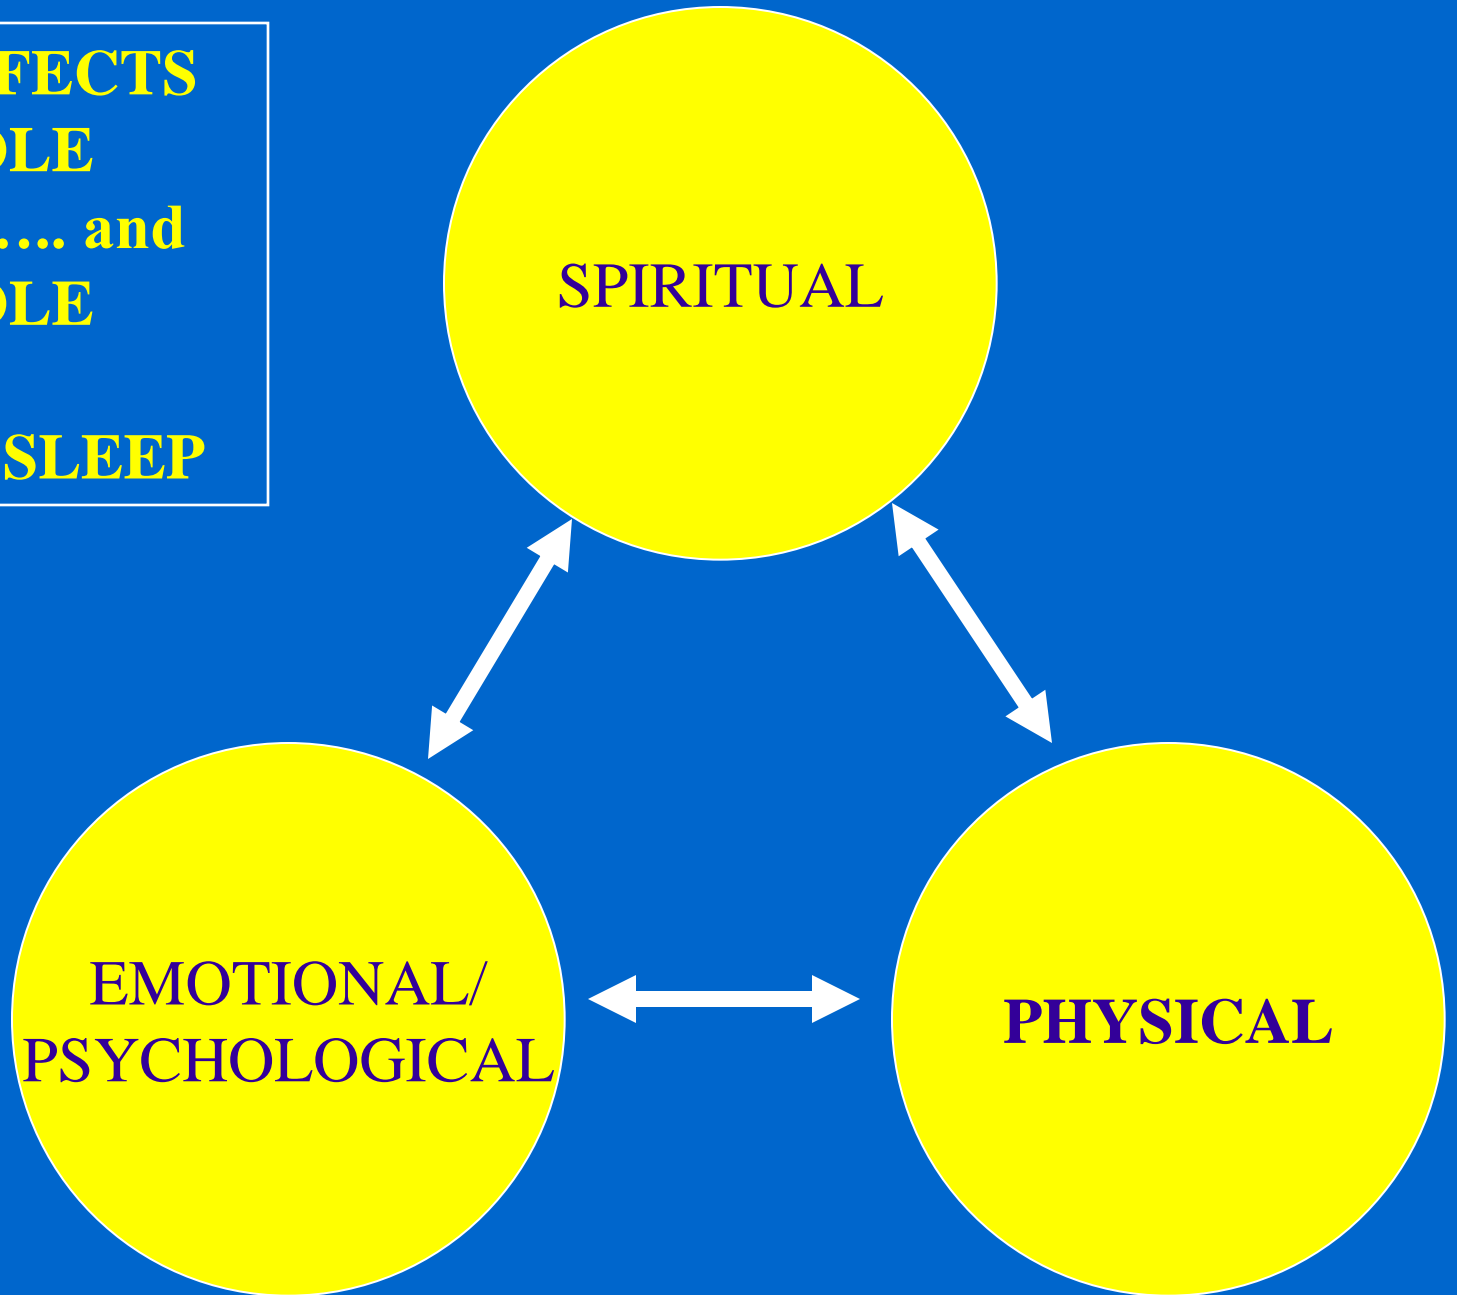 FECTS
OLE
…. and
OLE
SLEEP
SPIRITUAL
EMOTIONAL/
PSYCHOLOGICAL
PHYSICAL